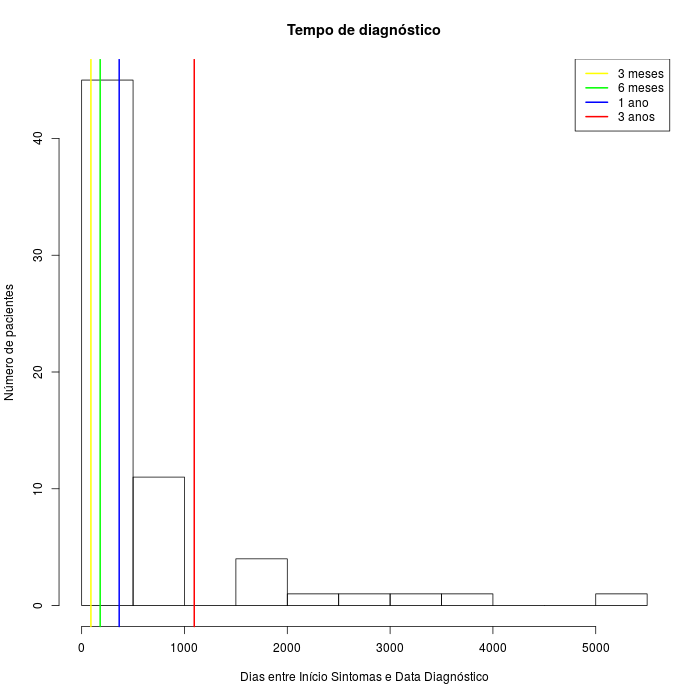 Tempo de diagnóstico
3 meses
6 meses
1 ano
3 anos
Número de pacientes
40
30
20
10
0
0 1000 2000 3000 4000 5000
Dias entre Início Sintomas e Data Diagnóstico